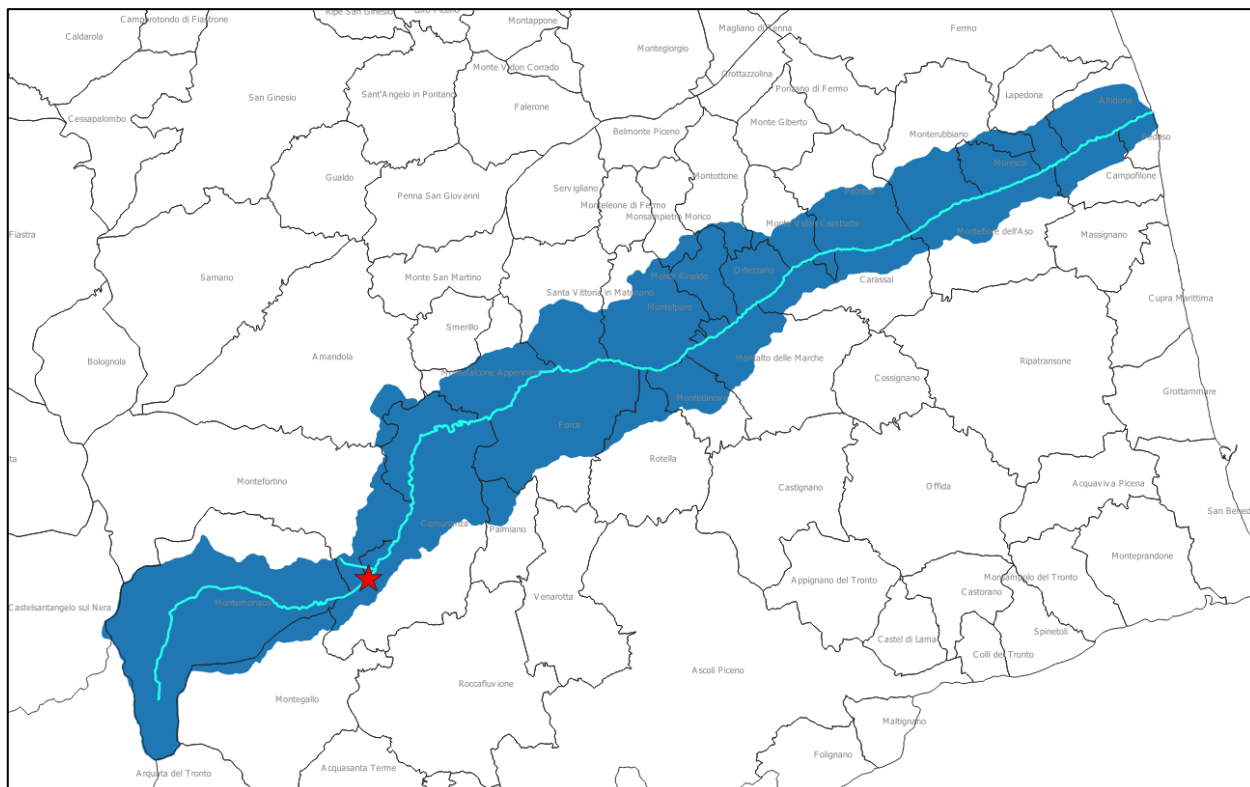 Camporotondo di Fiastrone
Ripe San Ginesio
Loro Piceno
Montappone
Magliano di Tenna
Fermo
Caldarola
Monte Vidon Corrado
Montegiorgio
Grottazzolina
San Ginesio
Sant'Angelo in Pontano
Falerone
Ponzano di Fermo
Lapedona
Altidona
Cessapalombo
Belmonte Piceno
Monte Giberto
Monterubbiano
Pedaso
Gualdo
Moresco
Penna San Giovanni
Servigliano
Montottone
Campofilone
Monteleone di Fermo
Petritoli
Monsampietro Morico
Monte Vidon Combatte
Fiastra
Montefiore dell'Aso
Massignano
Sarnano
Monte San Martino
Monte Rinaldo
Ortezzano
Carassai
Santa Vittoria in Matenano
Cupra Marittima
Montelparo
Smerillo
Amandola
Bolognola
Montalto delle Marche
Ripatransone
Montefalcone Appennino
Cossignano
Grottammare
Montedinove
Force
ta
Rotella
Montefortino
Castignano
Offida
Acquaviva Picena
San Bened
Comunanza
Palmiano
Monteprandone
Appignano del Tronto
Monsampolo del Tronto
Castorano
Venarotta
Castelsantangelo sul Nera
Montemonaco
Castel di Lama
Spinetoli
Colli del Tronto
Ascoli Piceno
Roccafluvione
Montegallo
Maltignano
Folignano
Arquata del Tronto
Acquasanta Terme